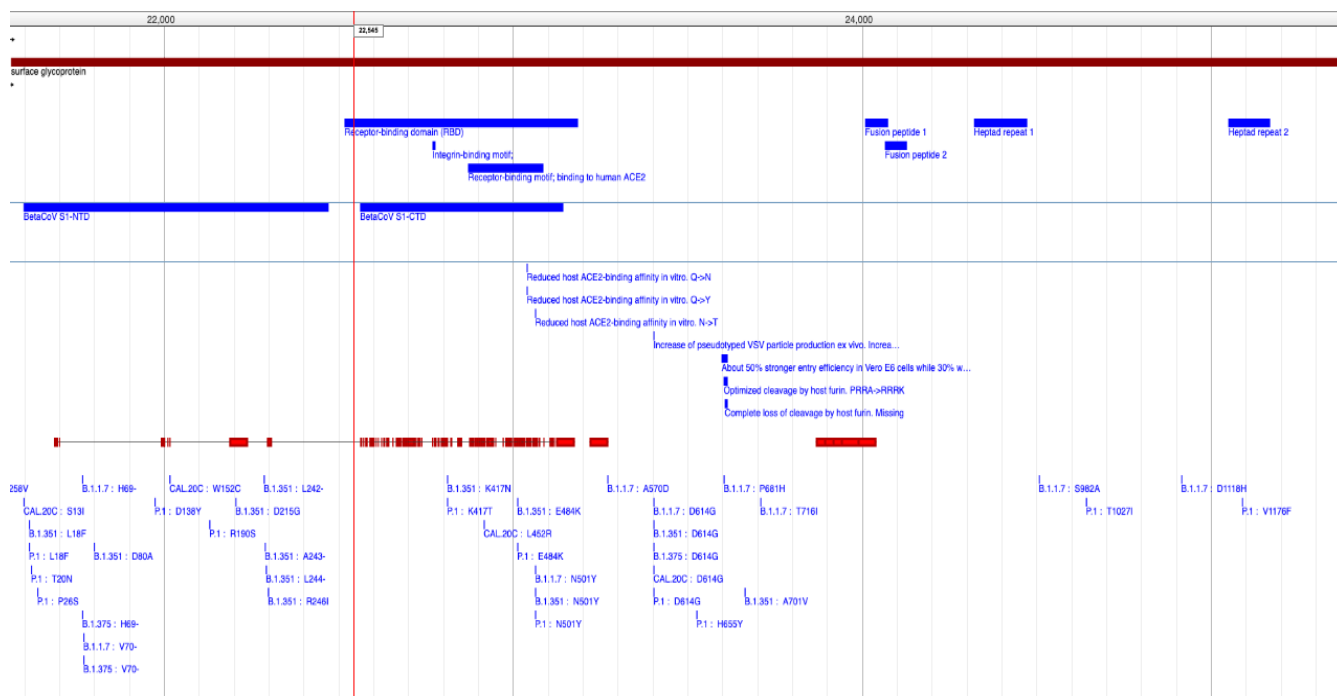 22,000
24,000
22,545
surface glycoprotein
Receptor-binding domain (RBD)
Fusion peptide 1
Heptad repeat 1
Heptad repeat 2
Integrin-binding motif;
Fusion peptide 2
Receptor-binding motif; binding to human ACE2
BetaCoV S1-NTD
BetaCoV S1-CTD
Reduced host ACE2-binding affinity in vitro. Q->N
Reduced host ACE2-binding affinity in vitro. Q->Y
Reduced host ACE2-binding affinity in vitro. N->T
Increase of pseudotyped VSV particle production ex vivo. Increa...
About 50% stronger entry efficiency in Vero E6 cells while 30% w...
Optimized cleavage by host furin. PRRA->RRRK
Complete loss of cleavage by host furin. Missing
258V
B.1.1.7 : H69-
CAL.20C : W152C
B.1.351 : L242-
B.1.351 : K417N
B.1.1.7 : A570D
B.1.1.7 : P681H
B.1.1.7 : S982A
B.1.1.7 : D1118H
CAL.20C : S13I
P.1 : D138Y
B.1.351 : D215G
P.1 : K417T
B.1.351 : E484K
B.1.1.7 : D614G
B.1.1.7 : T716I
P.1 : T1027I
P.1 : V1176F
B.1.351 : L18F
P.1 : R190S
CAL.20C : L452R
B.1.351 : D614G
P.1 : L18F
B.1.351 : D80A
B.1.351 : A243-
P.1 : E484K
B.1.375 : D614G
P.1 : T20N
B.1.351 : L244-
B.1.1.7 : N501Y
CAL.20C : D614G
P.1 : P26S
B.1.351 : R246I
B.1.351 : N501Y
P.1 : D614G
B.1.351 : A701V
B.1.375 : H69-
P.1 : N501Y
P.1 : H655Y
B.1.1.7 : V70-
B.1.375 : V70-